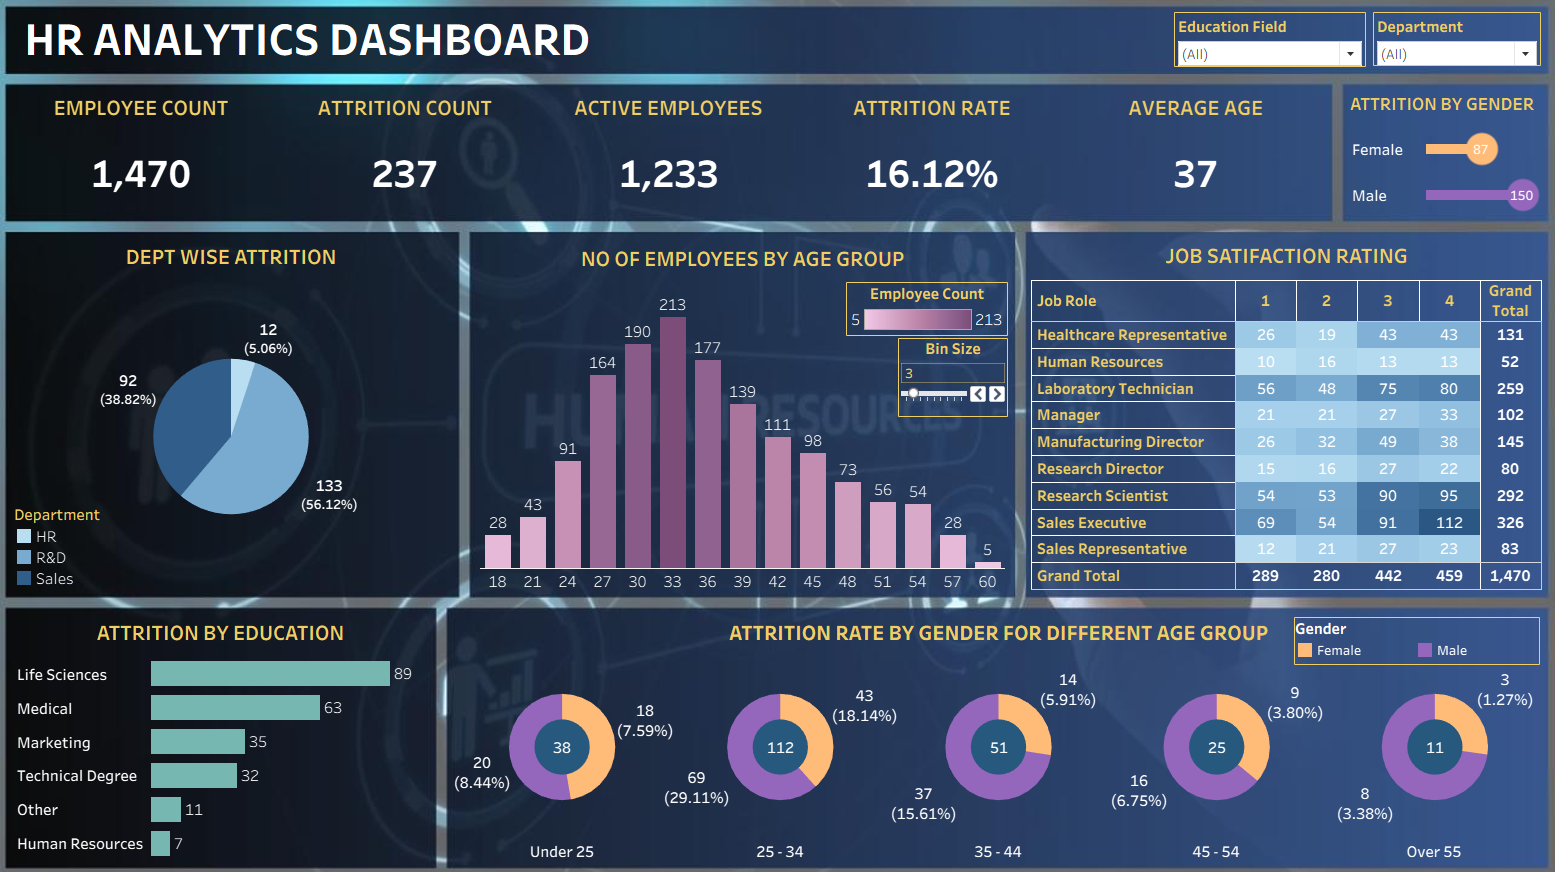 HR ANALYTICS DASHBOARD
Education Field
(All)
Department
(All)
EMPLOYEE COUNT
1,470
ATTRITION COUNT
237
ACTIVE EMPLOYEES
1,233
ATTRITION RATE
16.12%
AVERAGE AGE
37
ATTRITION BY GENDER
Female 87
Male 150
DEPT WISE ATTRITION
12
(5.06%)
92
(38.82%)
133
(56.12%)
Department
HR
R&D
Sales
NO OF EMPLOYEES BY AGE GROUP
Employee Count
5 213
Bin Size
3
HUMAN RESOURCES
28 43 91 164 190 213 177 139 111 98 73 56 54 28 5
18 21 24 27 30 33 36 39 42 45 48 51 54 57 60
JOB SATIFACTION RATING
Job Role 1 2 3 4 Grand Total
Healthcare Representative 26 19 43 43 131
Human Resources 10 16 13 13 52
Laboratory Technician 56 48 75 80 259
Manager 21 21 27 33 102
Manufacturing Director 26 32 49 38 145
Research Director 15 16 27 22 80
Research Scientist 54 53 90 95 292
Sales Executive 69 54 91 112 326
Sales Representative 12 21 27 23 83
Grand Total 289 280 442 459 1,470
ATTRITION BY EDUCATION
Life Sciences 89
Medical 63
Marketing 35
Technical Degree 32
Other 11
Human Resources 7
ATTRITION RATE BY GENDER FOR DIFFERENT AGE GROUP
Gender
Female Male
18
(7.59%)
38
20
(8.44%)
Under 25
43
(18.14%)
112
69
(29.11%)
25 - 34
14
(5.91%)
51
37
(15.61%)
35 - 44
9
(3.80%)
25
16
(6.75%)
45 - 54
3
(1.27%)
11
8
(3.38%)
Over 55